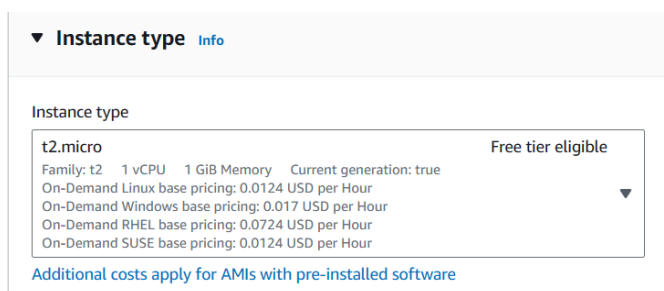 Instance type Info
Instance type
t2.micro Free tier eligible
Family: t2 1 vCPU 1 GiB Memory Current generation: true
On-Demand Linux base pricing: 0.0124 USD per Hour
On-Demand Windows base pricing: 0.017 USD per Hour
On-Demand RHEL base pricing: 0.0724 USD per Hour
On-Demand SUSE base pricing: 0.0124 USD per Hour
Additional costs apply for AMIs with pre-installed software